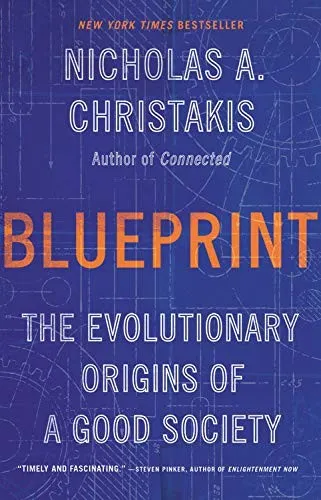 NEW YORK TIMES BESTSELLER
NICHOLAS A.
CHRISTAKIS
Author of Connected
BLUEPRINT
THE EVOLUTIONARY
ORIGINS OF
A GOOD SOCIETY
"TIMELY AND FASCINATING." —STEVEN PINKER, AUTHOR OF ENLIGHTENMENT NOW